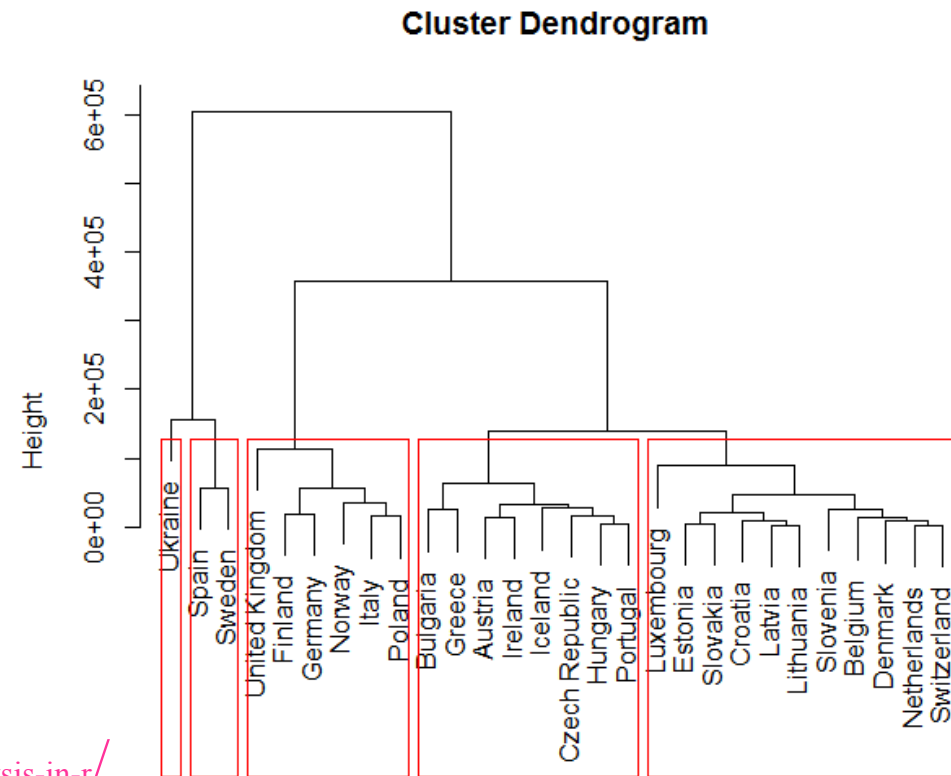 Cluster Dendrogram
Height
6e+05
4e+05
2e+05
0e+00
Ukraine
Spain
Sweden
United Kingdom
Finland
Germany
Norway
Italy
Poland
Bulgaria
Greece
Austria
Ireland
Iceland
Czech Republic
Hungary
Portugal
Luxembourg
Estonia
Slovakia
Croatia
Latvia
Lithuania
Slovenia
Belgium
Denmark
Netherlands
Switzerland
sis-in-r/